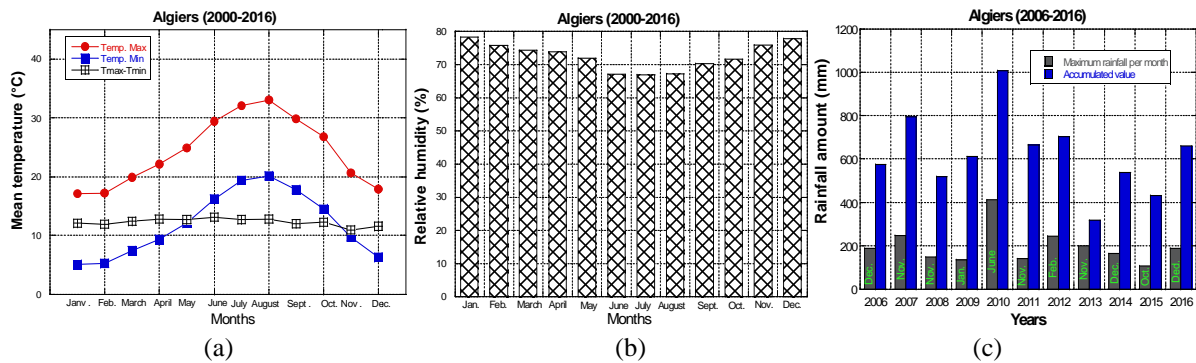 Algiers (2000-2016)
Mean temperature (°C)
40
30
20
10
0
Temp. Max
Temp. Min
Tmax-Tmin
Janv . Feb. March April May June July August Sept . Oct. Nov . Dec.
Months
(a)
Algiers (2000-2016)
Relative humidity (%)
80
70
60
50
40
30
20
10
0
Jan. Feb. March April May June July August Sept. Oct. Nov. Dec.
Months
(b)
Algiers (2006-2016)
Rainfall amount (mm)
1200
1000
800
600
400
200
0
Maximum rainfall per month
Accumulated value
Dec. Nov. Nov. Jan. June Nov. Feb. Nov. Dec. Oct. Ded.
2006 2007 2008 2009 2010 2011 2012 2013 2014 2015 2016
Years
(c)